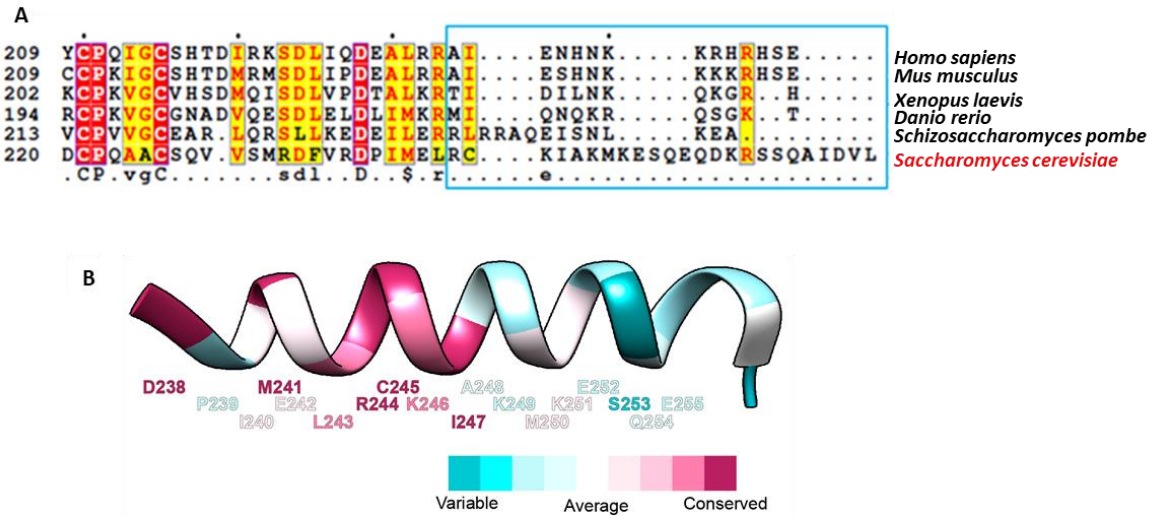 A
209 YCPQIGCSHTDIRKSDLIQDEALRRAI....ENHNK.....KRHRHSE.......
Homo sapiens
209 CCPKIGCSHTDMRMSDLIPDEALRRAI....ESHNK.....KKKRHSE.......
Mus musculus
202 KCPKVGCVHSDMQISDLVPDTALKRTI....DILNK.....QKGR..H.......
Xenopus laevis
194 RCPKVGCGNADVQESDLELDLIMKRMI....QNQKR.....QSGK..T.......
Danio rerio
213 VCPVVGCEAR.LQRSLLKEDEILERRLRRAQEISNL.....KEA...........
Schizosaccharomyces pombe
220 DCPQAACSQV.VSMRDFVRDPIMELRC....KIAKMKESQEQDKRSSQAIDVL
Saccharomyces cerevisiae
.CP.vgC.......sdl..D..$.r.....e.....................
B
D238 M241 C245 A248 E252
P239 E242 R244 K246 K249 K251 S253 E255
I240 L243 I247 M250 Q254
Variable Average Conserved